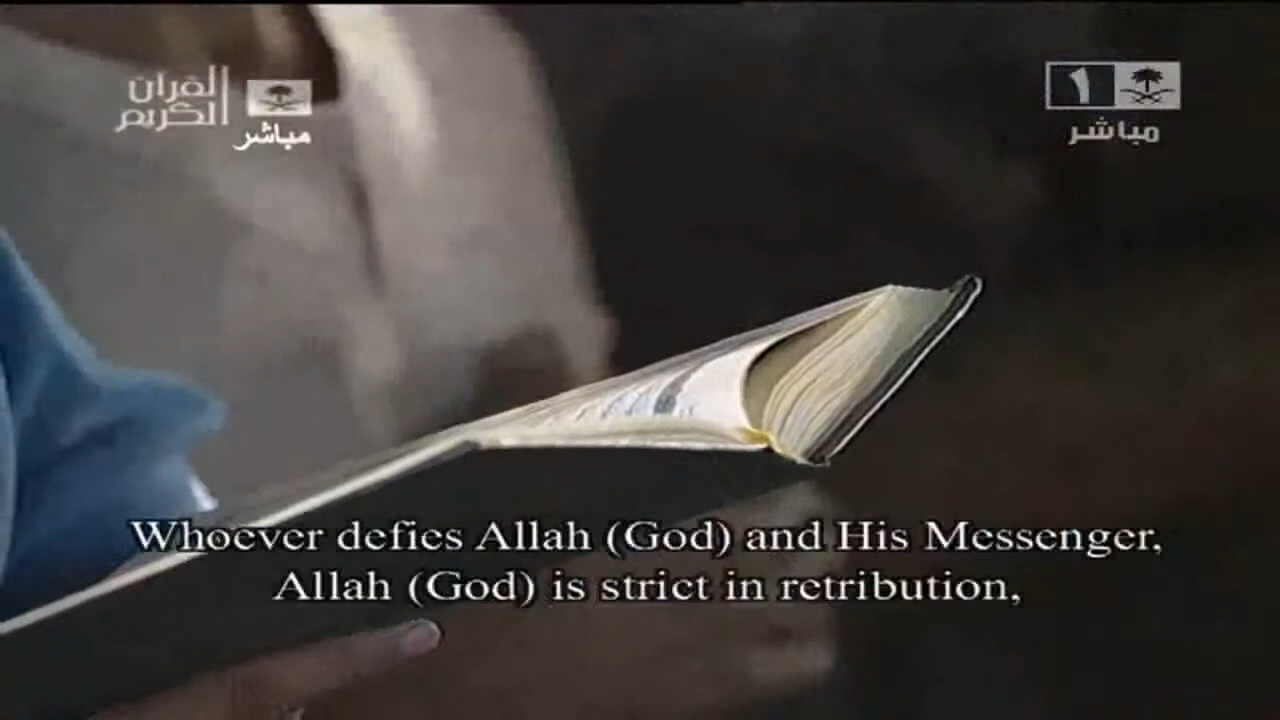 القرآن
الكريم
مباشر
١
مباشر
Whoever defies Allah (God) and His Messenger,
Allah (God) is strict in retribution,